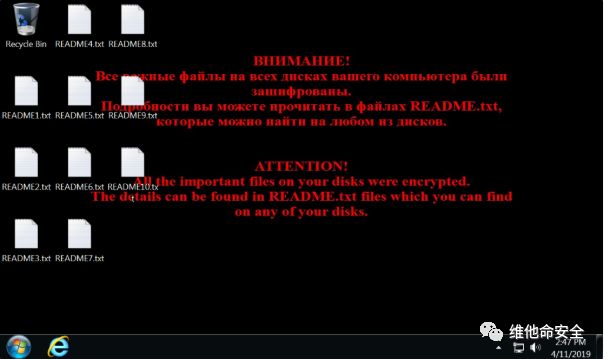 Recycle Bin
README4.txt
README8.txt
README1.txt
README5.txt
README9.txt
README2.txt
README6.txt
README10.tx
t
README3.txt
README7.txt
ВНИМАНИЕ!
Все важные файлы на всех дисках вашего компьютера были
зашифрованы.
Подробности вы можете прочитать в файлах README.txt,
которые можно найти на любом из дисков.
ATTENTION!
All the important files on your disks were encrypted.
The details can be found in README.txt files which you can find
on any of your disks.
维他命安全
2:47 PM
4/11/2019